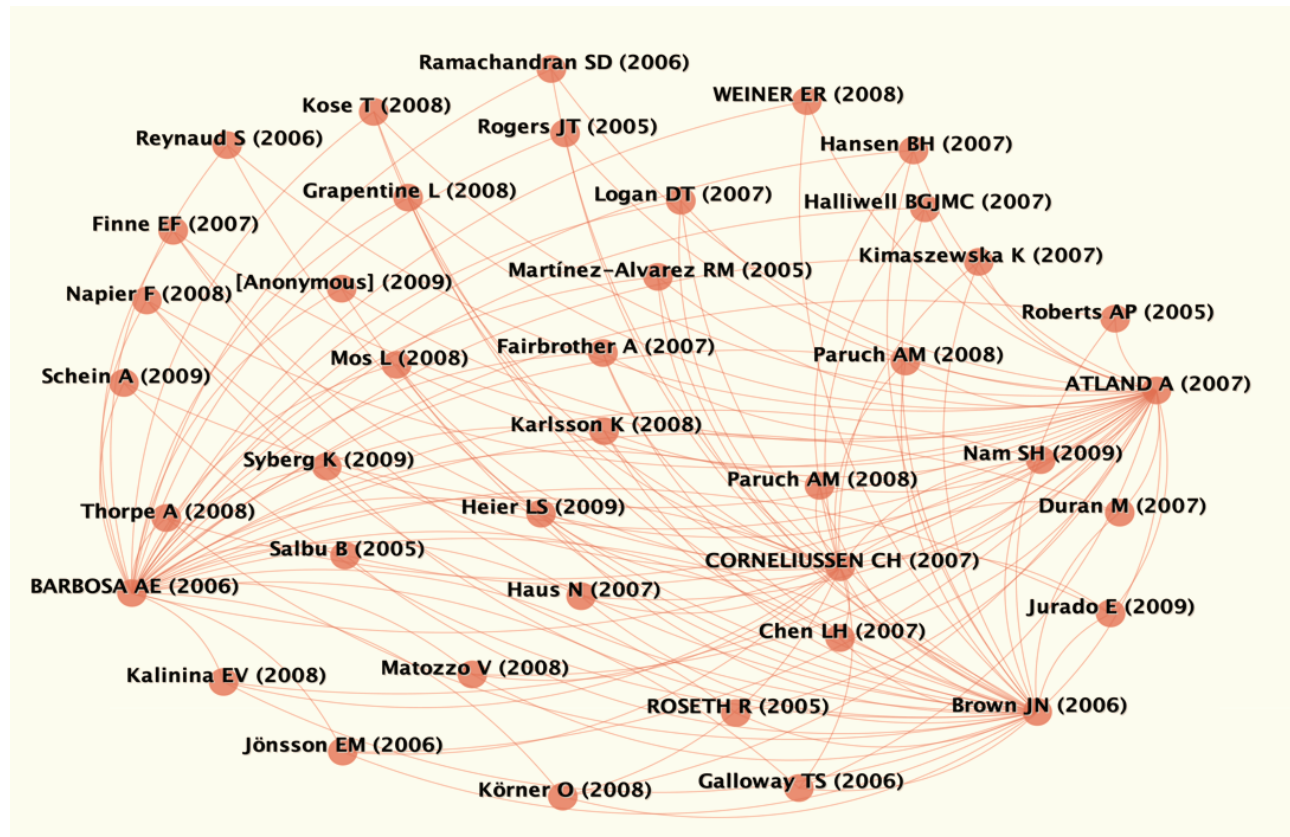 Ramachandran SD (2006)
WEINER ER (2008)
Kose T (2008)
Rogers JT (2005)
Reynaud S (2006)
Hansen BH (2007)
Grapentine L (2008)
Logan DT (2007)
Halliwell BGJMC (2007)
Finne EF (2007)
Kimaszewska K (2007)
Martínez-Alvarez RM (2005)
[Anonymous] (2009)
Napier F (2008)
Roberts AP (2005)
Fairbrother A (2007)
Paruch AM (2008)
Mos L (2008)
Schein A (2009)
ATLAND A (2007)
Karlsson K (2008)
Nam SH (2009)
Syberg K (2009)
Paruch AM (2008)
Duran M (2007)
Heier LS (2009)
Thorpe A (2008)
Salbu B (2005)
CORNELIUSSEN CH (2007)
BARBOSA AE (2006)
Haus N (2007)
Jurado E (2009)
Chen LH (2007)
Matozzo V (2008)
Kalinina EV (2008)
ROSETH R (2005)
Brown JN (2006)
Jönsson EM (2006)
Galloway TS (2006)
Körner O (2008)